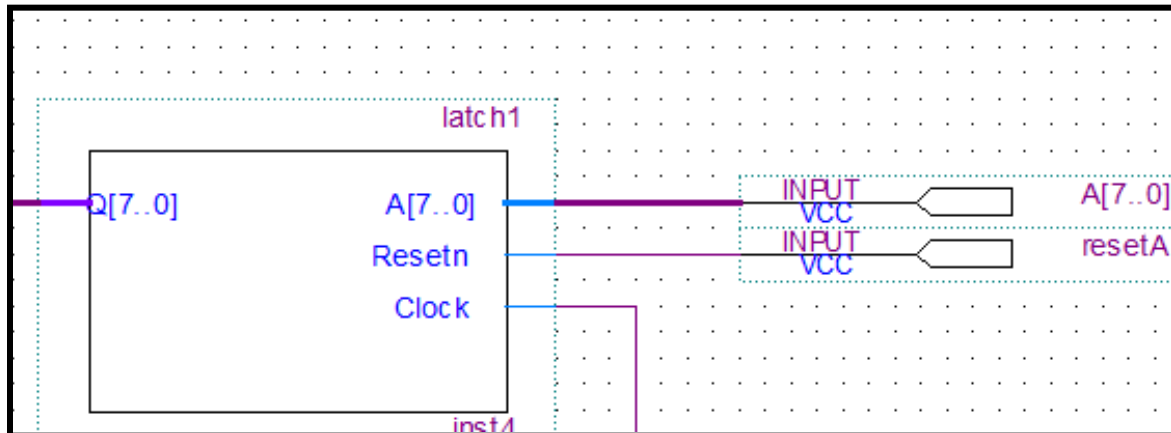 latch1
Q[7..0]
A[7..0]
INPUT
VCC
A[7..0]
Resetn
INPUT
VCC
resetA
Clock
inst4